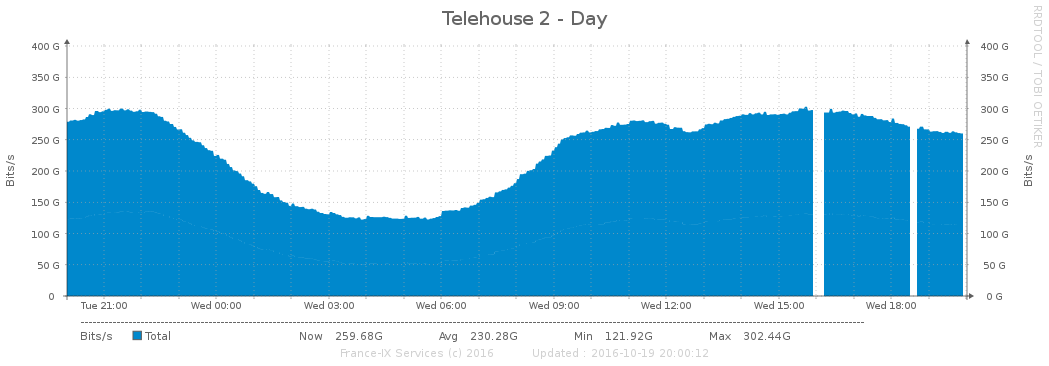 Telehouse 2 - Day
RRDTOOL / TOBI OETIKER
400 G 400 G
350 G 350 G
300 G 300 G
250 G 250 G
200 G 200 G
150 G 150 G
100 G 100 G
50 G 50 G
0 0 G
Bits/s
Bits/s
Tue 21:00 Wed 00:00 Wed 03:00 Wed 06:00 Wed 09:00 Wed 12:00 Wed 15:00 Wed 18:00
Bits/s Total Now 259.68G Avg 230.28G Min 121.92G Max 302.44G
France-IX Services (c) 2016 Updated : 2016-10-19 20:00:12